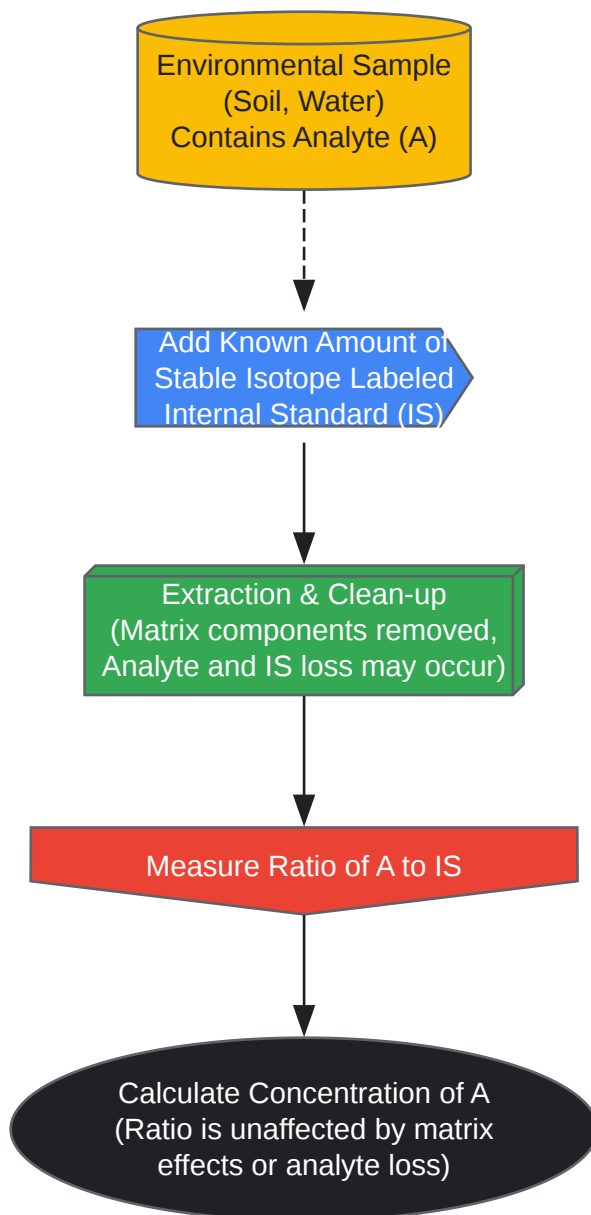 Environmental Sample
(Soil, Water)
Contains Analyte (A)
Add Known Amount of
Stable Isotope Labeled
Internal Standard (IS)
Extraction & Clean-up
(Matrix components removed,
Analyte and IS loss may occur)
Measure Ratio of A to IS
Calculate Concentration of A
(Ratio is unaffected by matrix
effects or analyte loss)